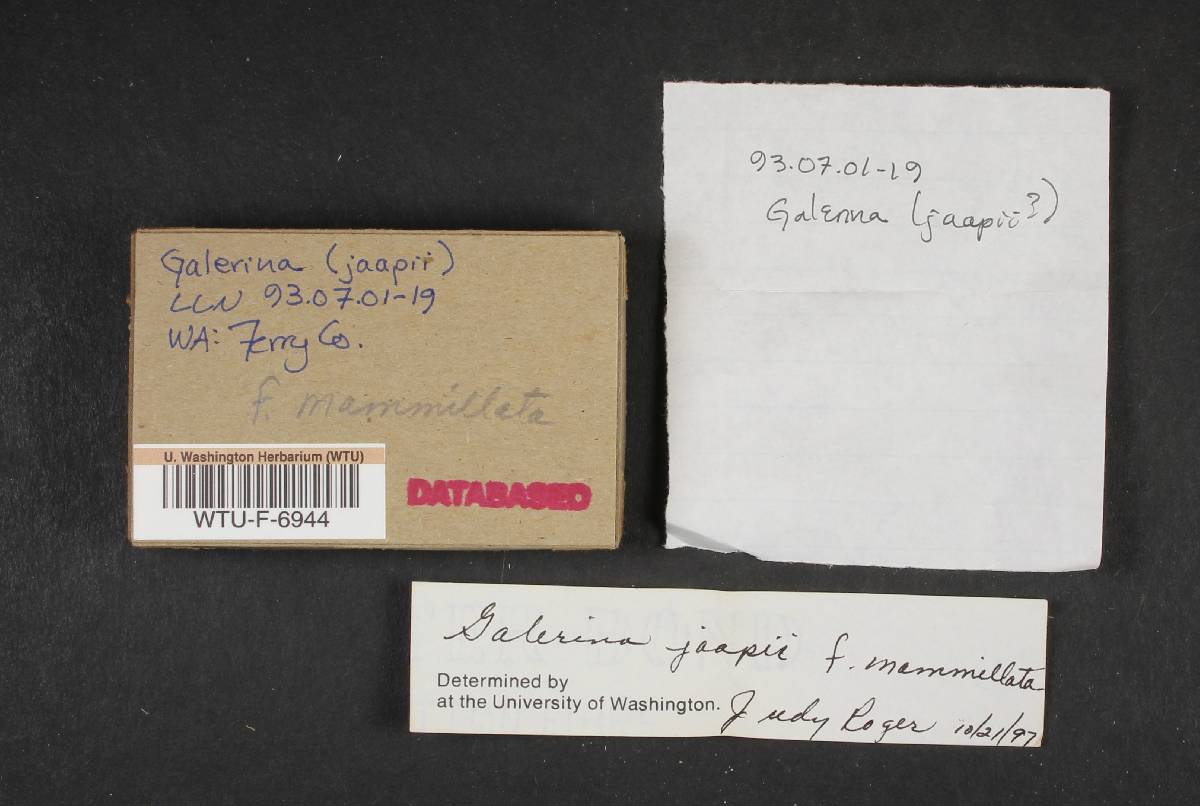 Galerina (jaapii)
LLN 93.07.01-19
WA: Ferry Co.
f. mammillata
U. Washington Herbarium (WTU)
WTU-F-6944
DATABASED
93.07.01-19
Galerina (jaapii?)
Galerina jaapii f. mammillata
Determined by
at the University of Washington. Judy Roger 10/21/97